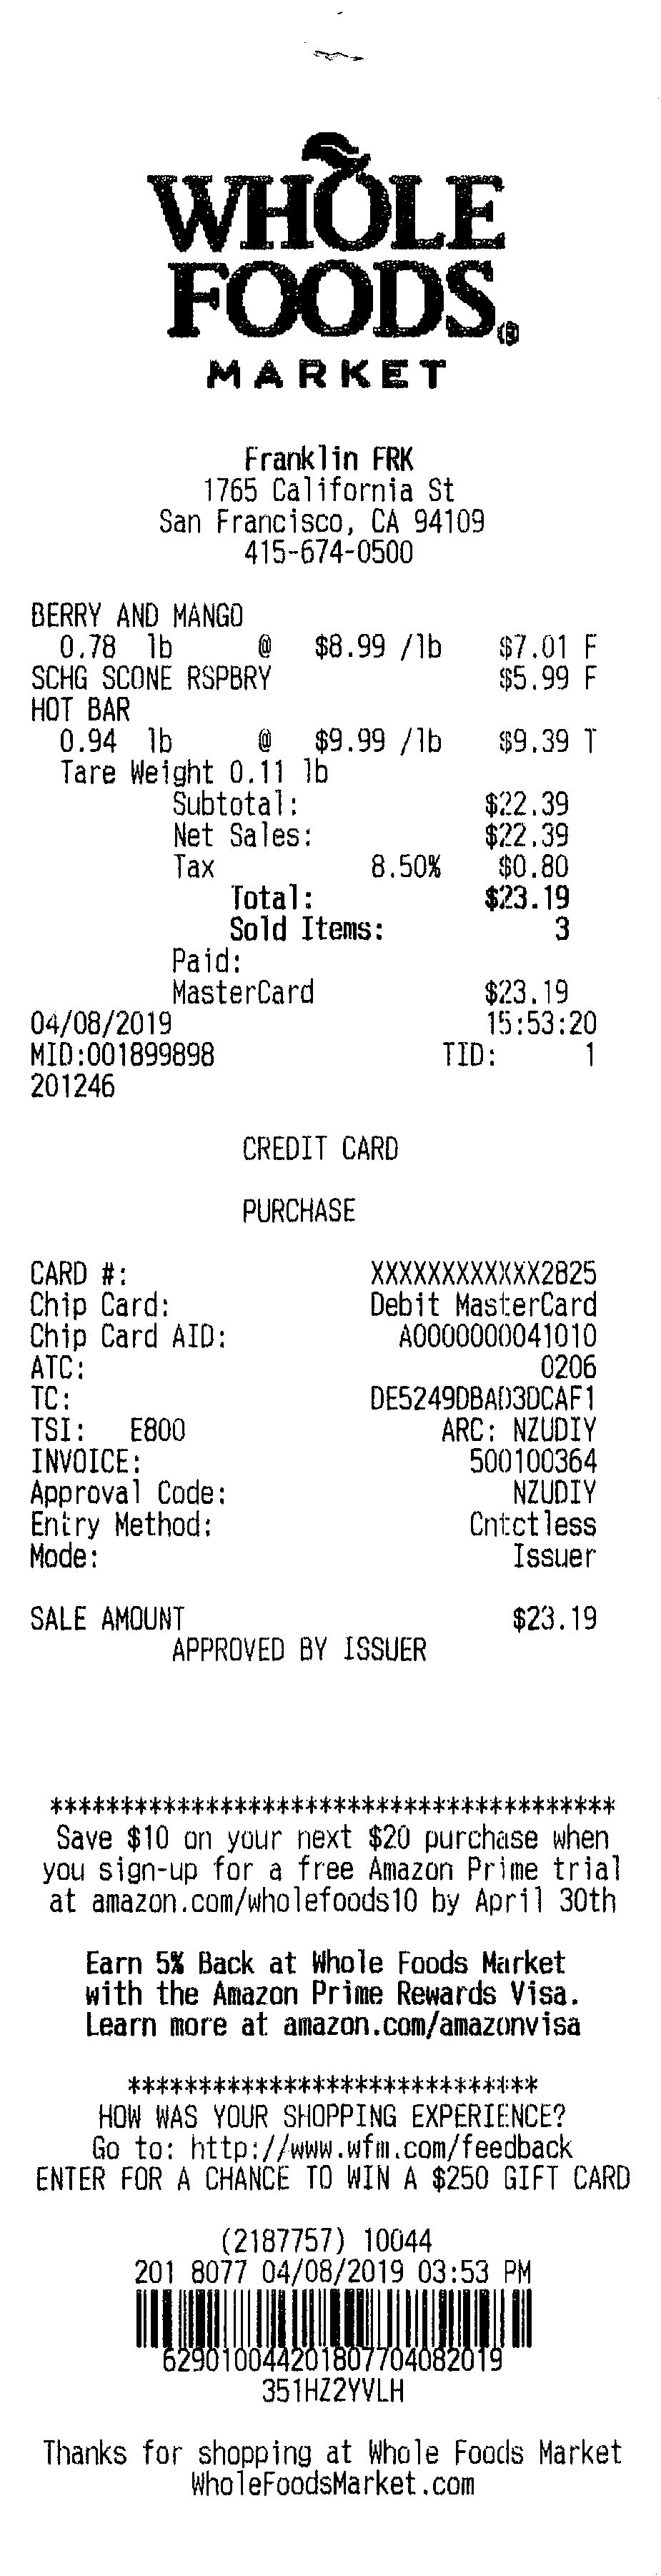 WHOLE
FOODS®
MARKET
Franklin FRK
1765 California St
San Francisco, CA 94109
415-674-0500
BERRY AND MANGO
0.78 lb @ $8.99 /lb $7.01 F
SCHG SCONE RSPBRY $5.99 F
HOT BAR
0.94 lb @ $9.99 /lb $9.39 T
Tare Weight 0.11 lb
Subtotal: $22.39
Net Sales: $22.39
Tax 8.50% $0.80
Total: $23.19
Sold Items: 3
Paid:
MasterCard $23.19
04/08/2019 15:53:20
MID:001899898 TID: 1
201246
CREDIT CARD
PURCHASE
CARD #: XXXXXXXXXXXX2825
Chip Card: Debit MasterCard
Chip Card AID: A0000000041010
ATC: 0206
TC: DE5249DBAD3DCAF1
TSI: E800 ARC: NZUDIY
INVOICE: 500100364
Approval Code: NZUDIY
Entry Method: Cntctless
Mode: Issuer
SALE AMOUNT $23.19
APPROVED BY ISSUER
****************************************
Save $10 on your next $20 purchase when
you sign-up for a free Amazon Prime trial
at amazon.com/wholefoods10 by April 30th
Earn 5% Back at Whole Foods Market
with the Amazon Prime Rewards Visa.
Learn more at amazon.com/amazonvisa
*****************************
HOW WAS YOUR SHOPPING EXPERIENCE?
Go to: http://www.wfm.com/feedback
ENTER FOR A CHANCE TO WIN A $250 GIFT CARD
(2187757) 10044
201 8077 04/08/2019 03:53 PM
629010044201807704082019
351HZ2YVLH
Thanks for shopping at Whole Foods Market
WholeFoodsMarket.com